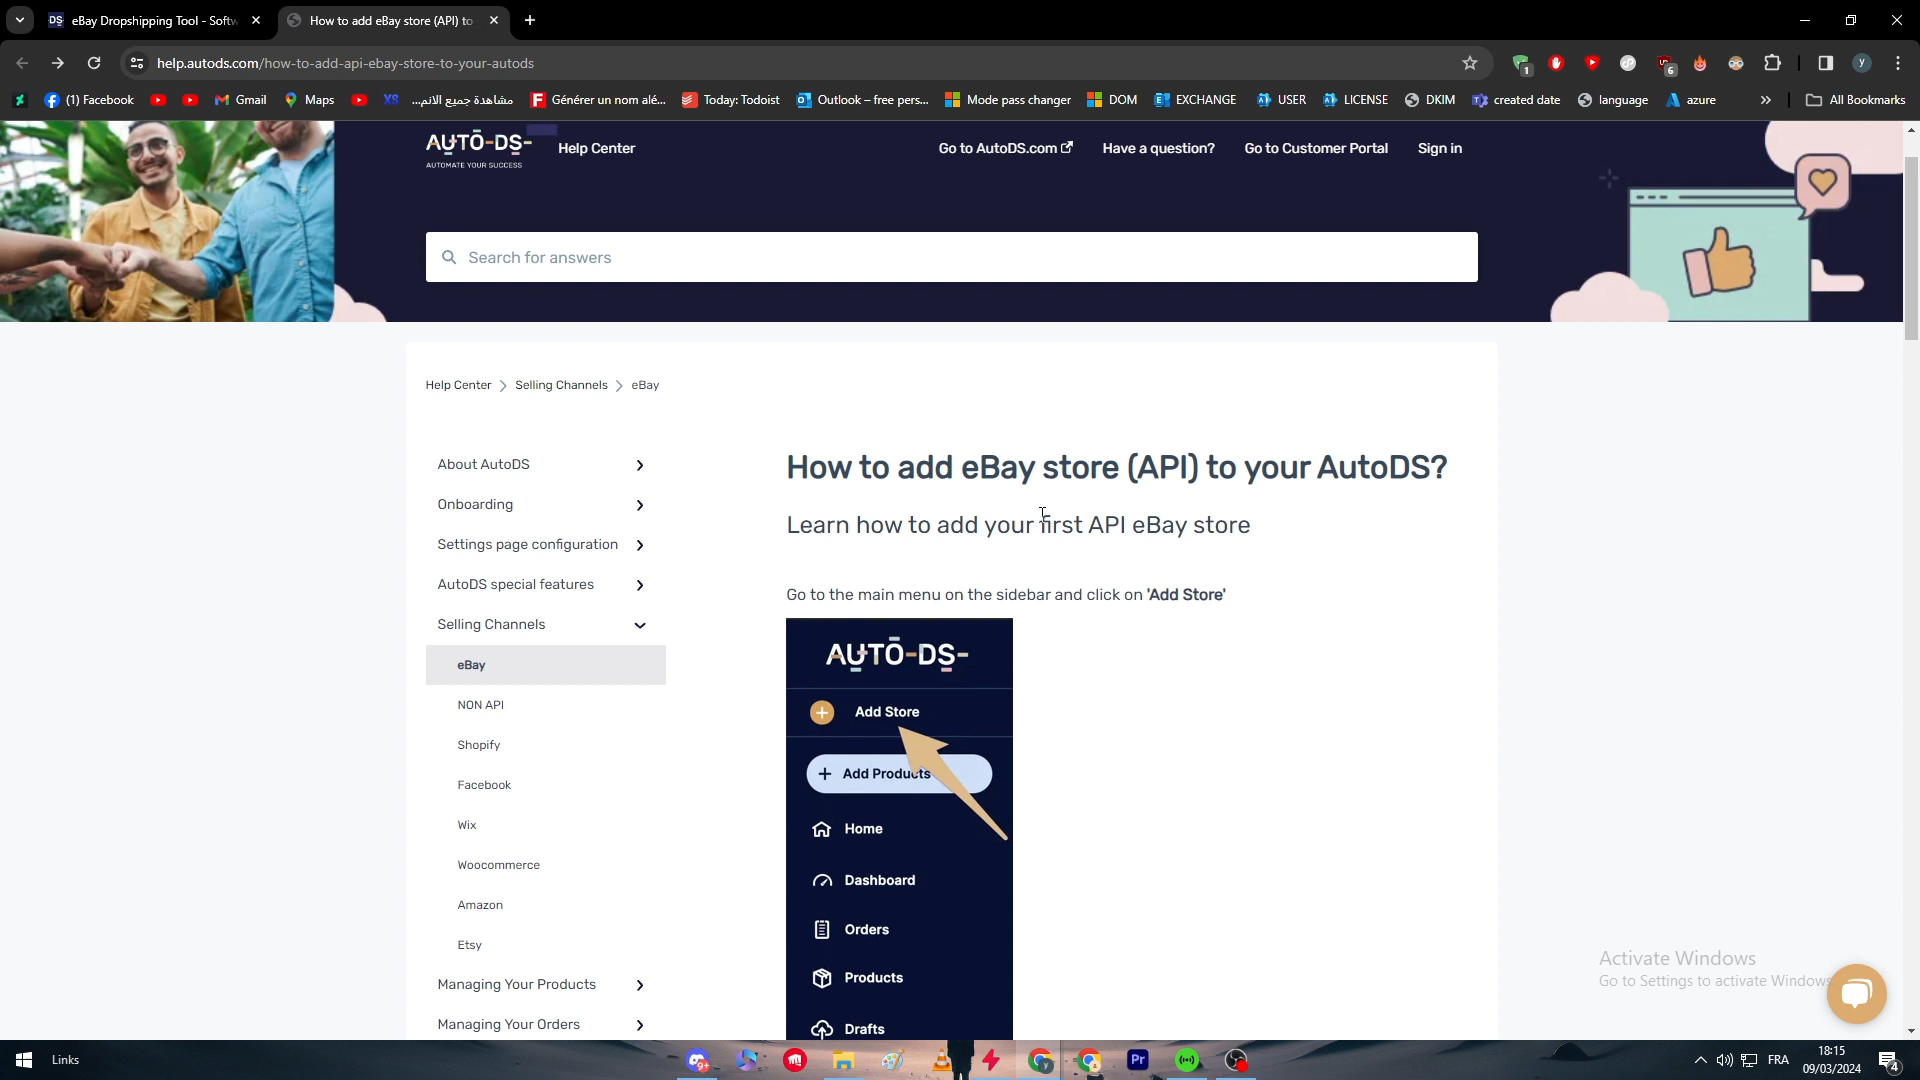 eBay Dropshipping Tool - Softw
How to add eBay store (API) to
help.autods.com/how-to-add-api-ebay-store-to-your-autods
(1) Facebook
Gmail
Maps
XS
مشاهدة جميع الانم...
Générer un nom alé...
Today: Todoist
Outlook – free pers...
Mode pass changer
DOM
EXCHANGE
USER
LICENSE
DKIM
created date
language
azure
All Bookmarks
AUTO-DS-
AUTOMATE YOUR SUCCESS
Help Center
Go to AutoDS.com
Have a question?
Go to Customer Portal
Sign in
Search for answers
Help Center > Selling Channels > eBay
About AutoDS
Onboarding
Settings page configuration
AutoDS special features
Selling Channels
eBay
NON API
Shopify
Facebook
Wix
Woocommerce
Amazon
Etsy
Managing Your Products
Managing Your Orders
How to add eBay store (API) to your AutoDS?
Learn how to add your first API eBay store
Go to the main menu on the sidebar and click on 'Add Store'
AUTO-DS-
Add Store
+ Add Products
Home
Dashboard
Orders
Products
Drafts
Activate Windows
Go to Settings to activate Windows
Links
FRA
18:15
09/03/2024
4